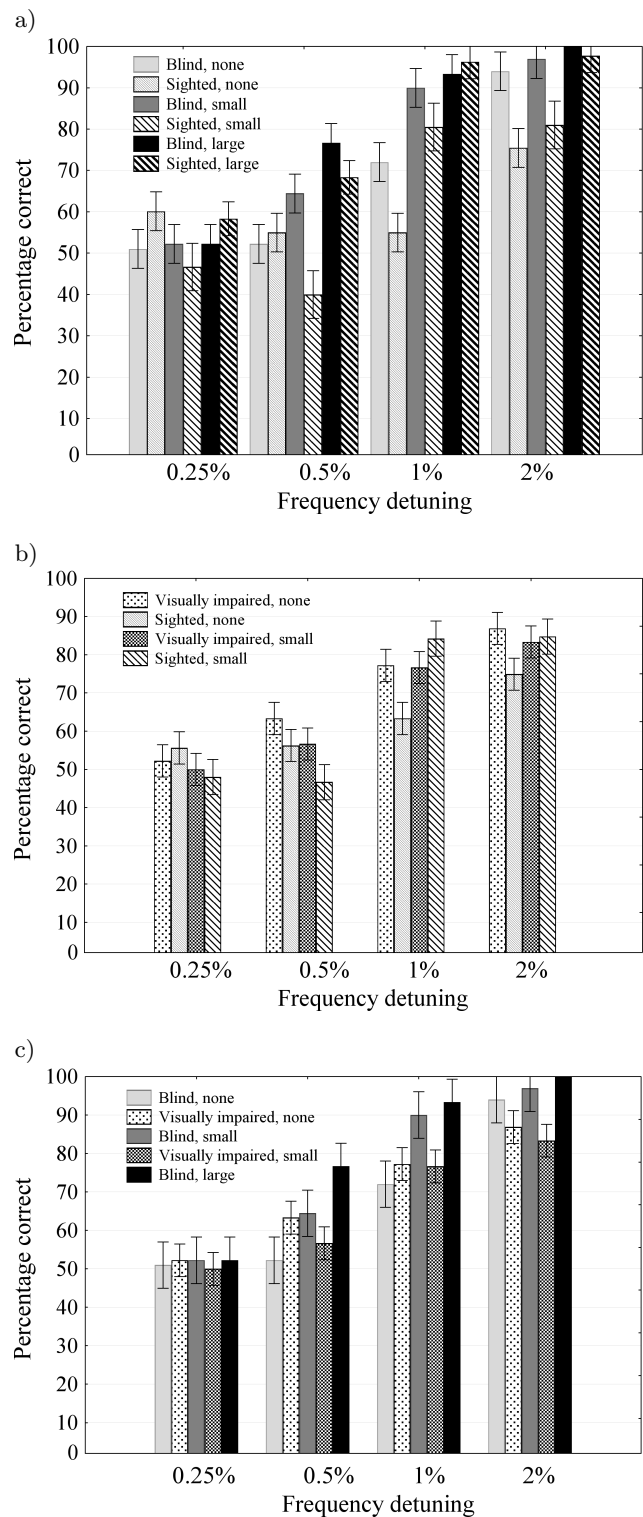 a)
100
90
80
70
60
50
40
30
20
10
0
Percentage correct
Blind, none
Sighted, none
Blind, small
Sighted, small
Blind, large
Sighted, large
0.25% 0.5% 1% 2%
Frequency detuning
b)
100
90
80
70
60
50
40
30
20
10
0
Percentage correct
Visually impaired, none
Sighted, none
Visually impaired, small
Sighted, small
0.25% 0.5% 1% 2%
Frequency detuning
c)
100
90
80
70
60
50
40
30
20
10
0
Percentage correct
Blind, none
Visually impaired, none
Blind, small
Visually impaired, small
Blind, large
0.25% 0.5% 1% 2%
Frequency detuning